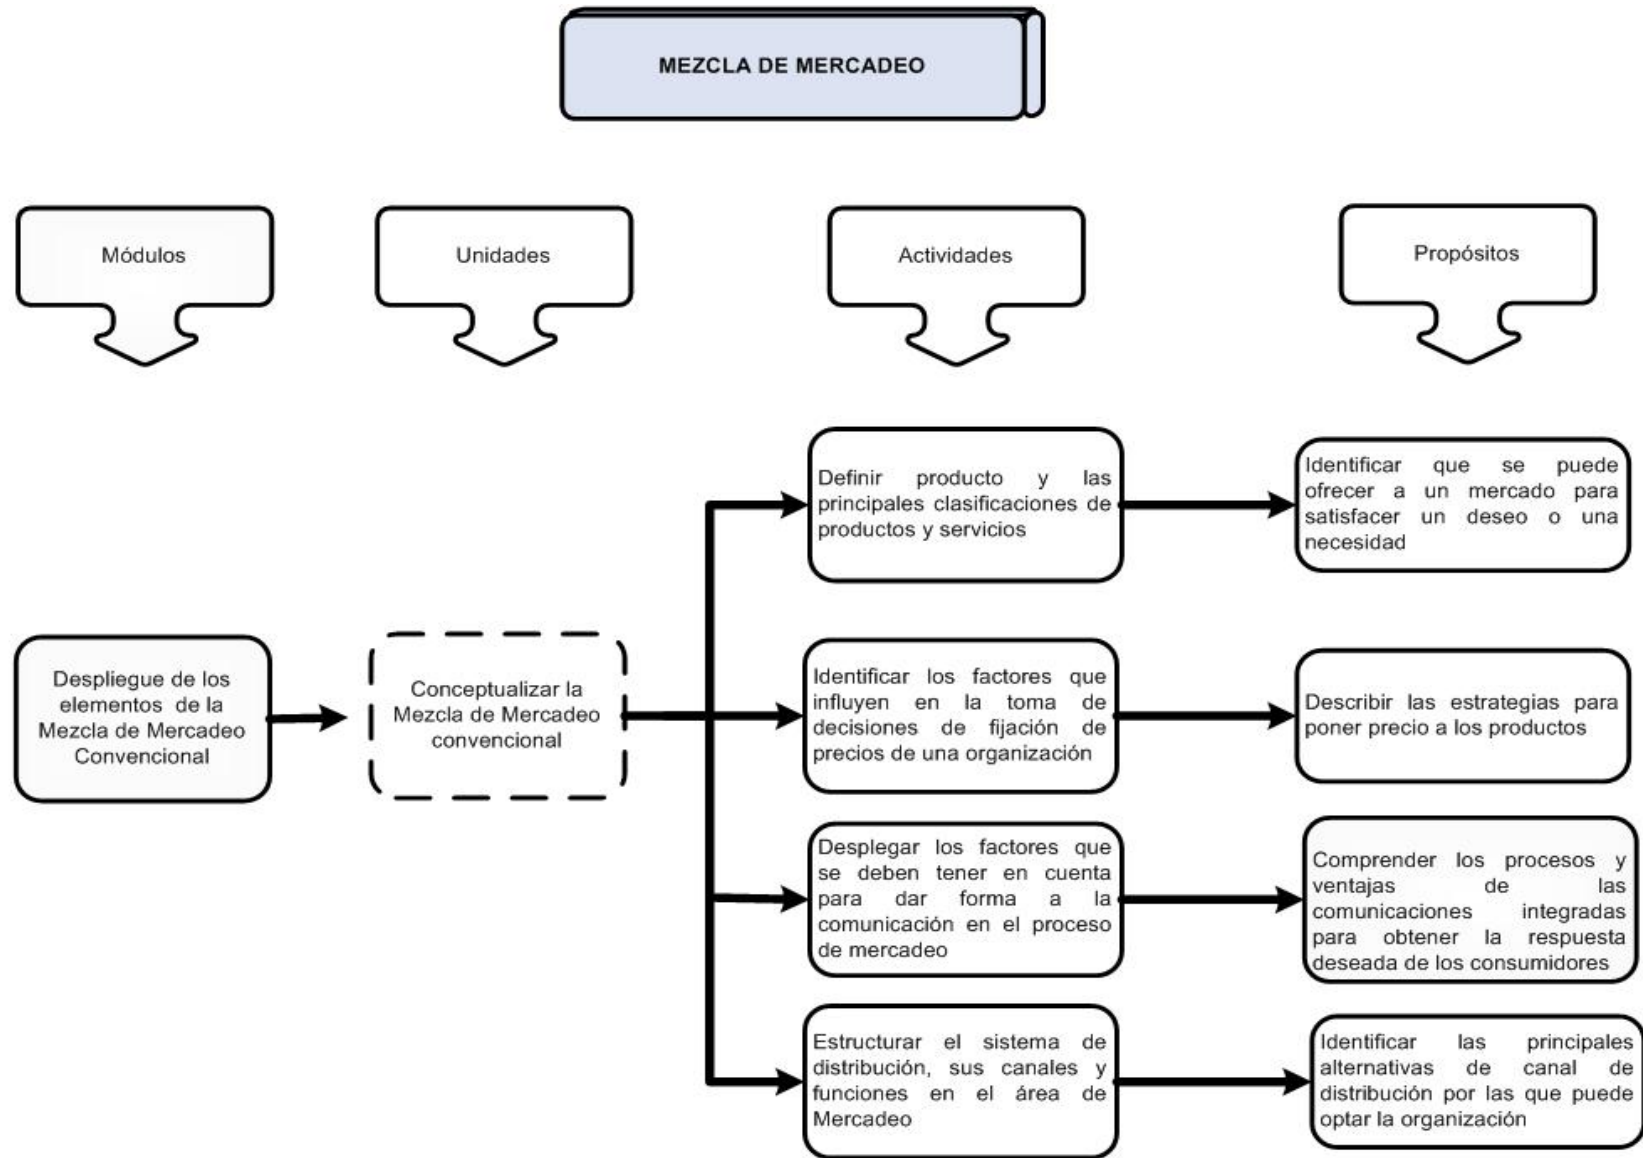 MEZCLA DE MERCADEO
Módulos
Unidades
Actividades
Propósitos
Despliegue de los
elementos de la
Mezcla de Mercadeo
Convencional
Conceptualizar la
Mezcla de Mercadeo
convencional
Definir producto y las
principales clasificaciones de
productos y servicios
Identificar que se puede
ofrecer a un mercado para
satisfacer un deseo o una
necesidad
Identificar los factores que
influyen en la toma de
decisiones de fijación de
precios de una organización
Describir las estrategias para
poner precio a los productos
Desplegar los factores que
se deben tener en cuenta
para dar forma a la
comunicación en el proceso
de mercadeo
Comprender los procesos y
ventajas de las
comunicaciones integradas
para obtener la respuesta
deseada de los consumidores
Estructurar el sistema de
distribución, sus canales y
funciones en el área de
Mercadeo
Identificar las principales
alternativas de canal de
distribución por las que puede
optar la organización